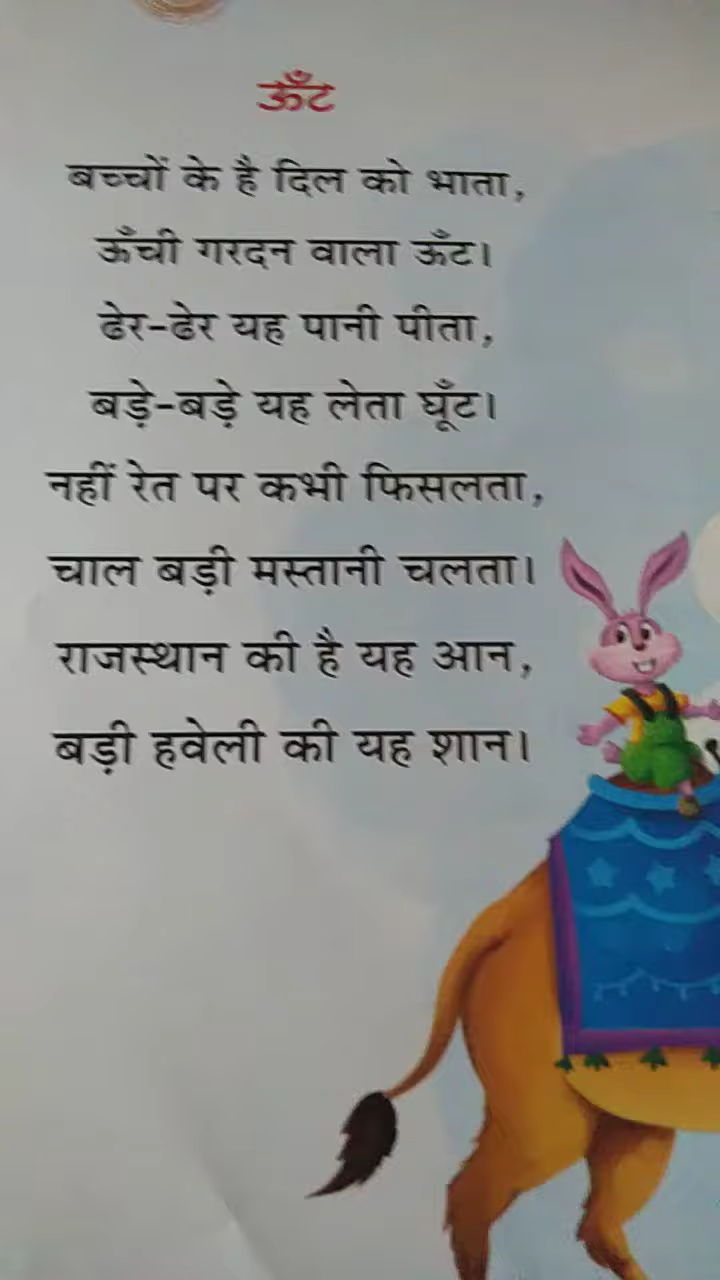 ऊँट
बच्चों के है दिल को भाता,
ऊँची गरदन वाला ऊँट।
ढेर-ढेर यह पानी पीता,
बड़े-बड़े यह लेता घूँट।
नहीं रेत पर कभी फिसलता,
चाल बड़ी मस्तानी चलता।
राजस्थान की है यह आन,
बड़ी हवेली की यह शान।